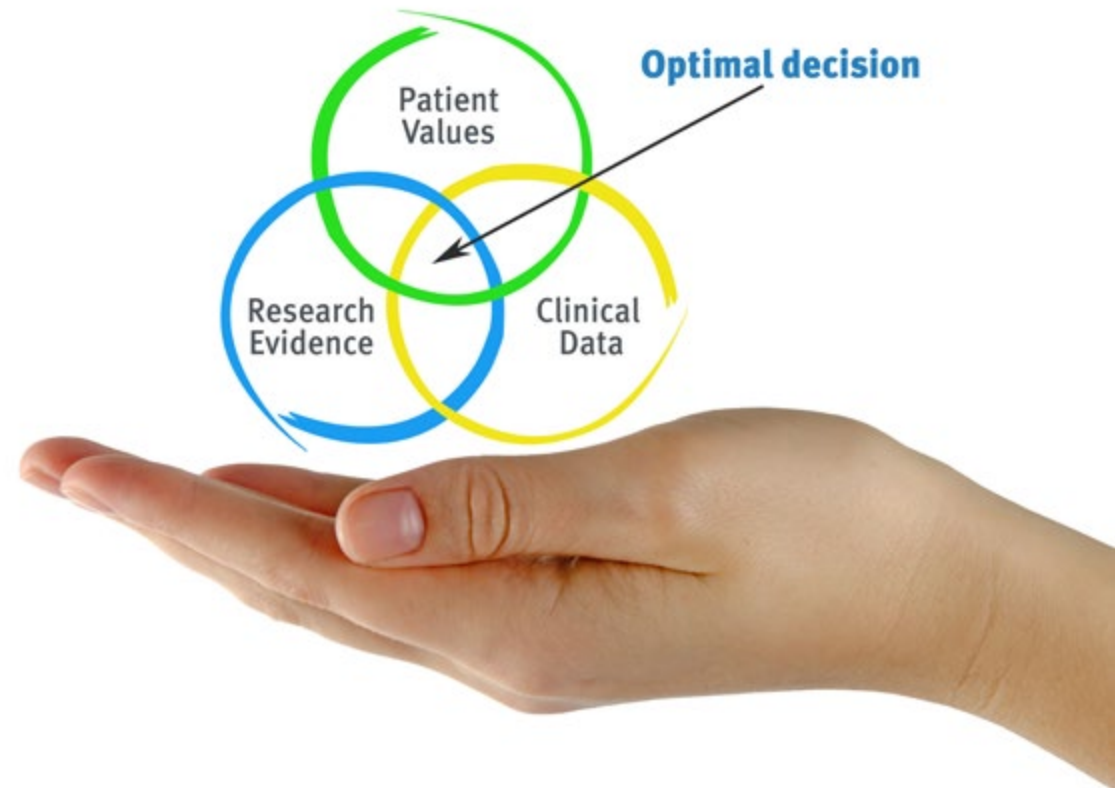 Optimal decision
Patient
Values
Research
Evidence
Clinical
Data